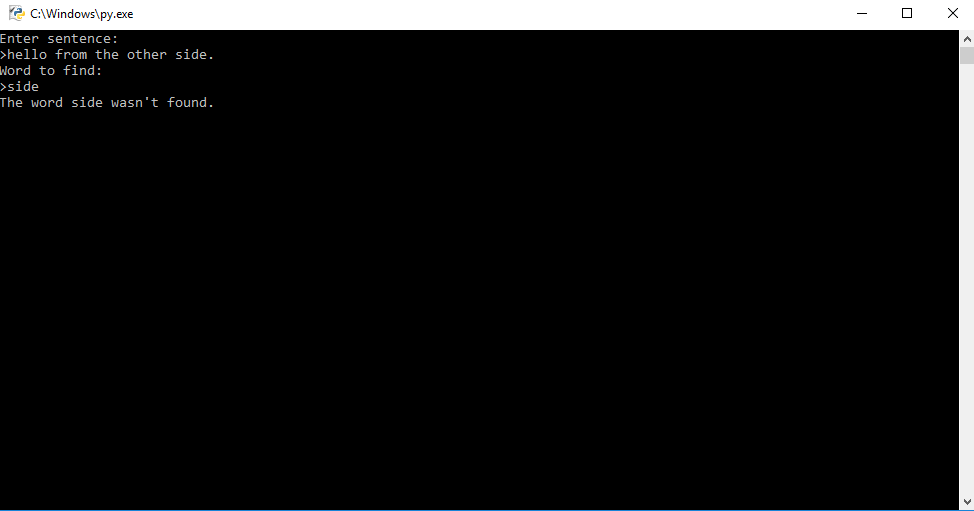 C:\Windows\py.exe
Enter sentence:
>hello from the other side.
Word to find:
>side
The word side wasn't found.